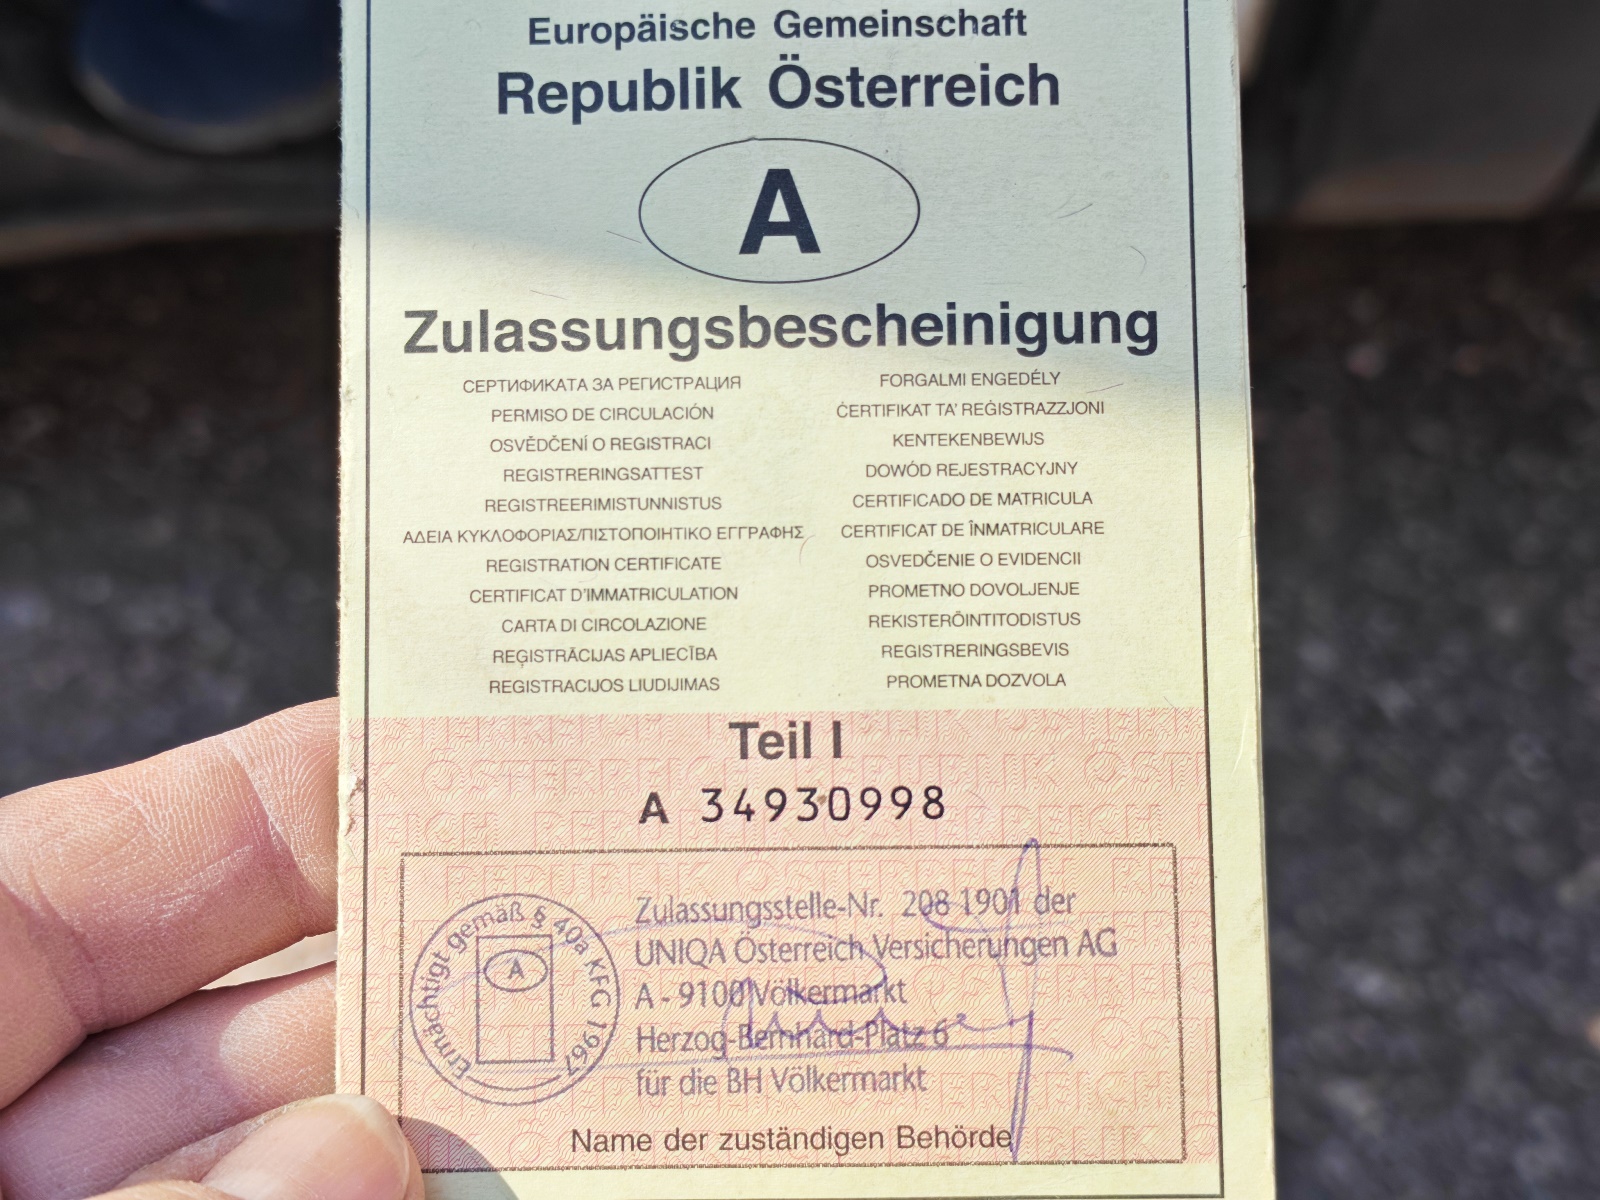 Europäische Gemeinschaft
Republik Österreich
A
Zulassungsbescheinigung
СЕРТИФИКАТА ЗА РЕГИСТРАЦИЯ
PERMISO DE CIRCULACIÓN
OSVĚDČENÍ O REGISTRACI
REGISTRERINGSATTEST
REGISTREERIMISTUNNISTUS
ΑΔΕΙΑ ΚΥΚΛΟΦΟΡΙΑΣ/ΠΙΣΤΟΠΟΙΗΤΙΚΟ ΕΓΓΡΑΦΗΣ
REGISTRATION CERTIFICATE
CERTIFICAT D'IMMATRICULATION
CARTA DI CIRCOLAZIONE
REĢISTRĀCIJAS APLIECĪBA
REGISTRACIJOS LIUDIJIMAS
FORGALMI ENGEDÉLY
ĊERTIFIKAT TA' REĠISTRAZZJONI
KENTEKENBEWIJS
DOWÓD REJESTRACYJNY
CERTIFICADO DE MATRICULA
CERTIFICAT DE ÎNMATRICULARE
OSVEDČENIE O EVIDENCII
PROMETNO DOVOLJENJE
REKISTERÖINTITODISTUS
REGISTRERINGSBEVIS
PROMETNA DOZVOLA
Teil I
A 34930998
Ermächtigt gemäß § 40a KFG 1967
A
Zulassungsstelle-Nr. 208 1901 der
UNIQA Österreich Versicherungen AG
A - 9100 Völkermarkt
Herzog-Bernhard-Platz 6
für die BH Völkermarkt
Name der zuständigen Behörde